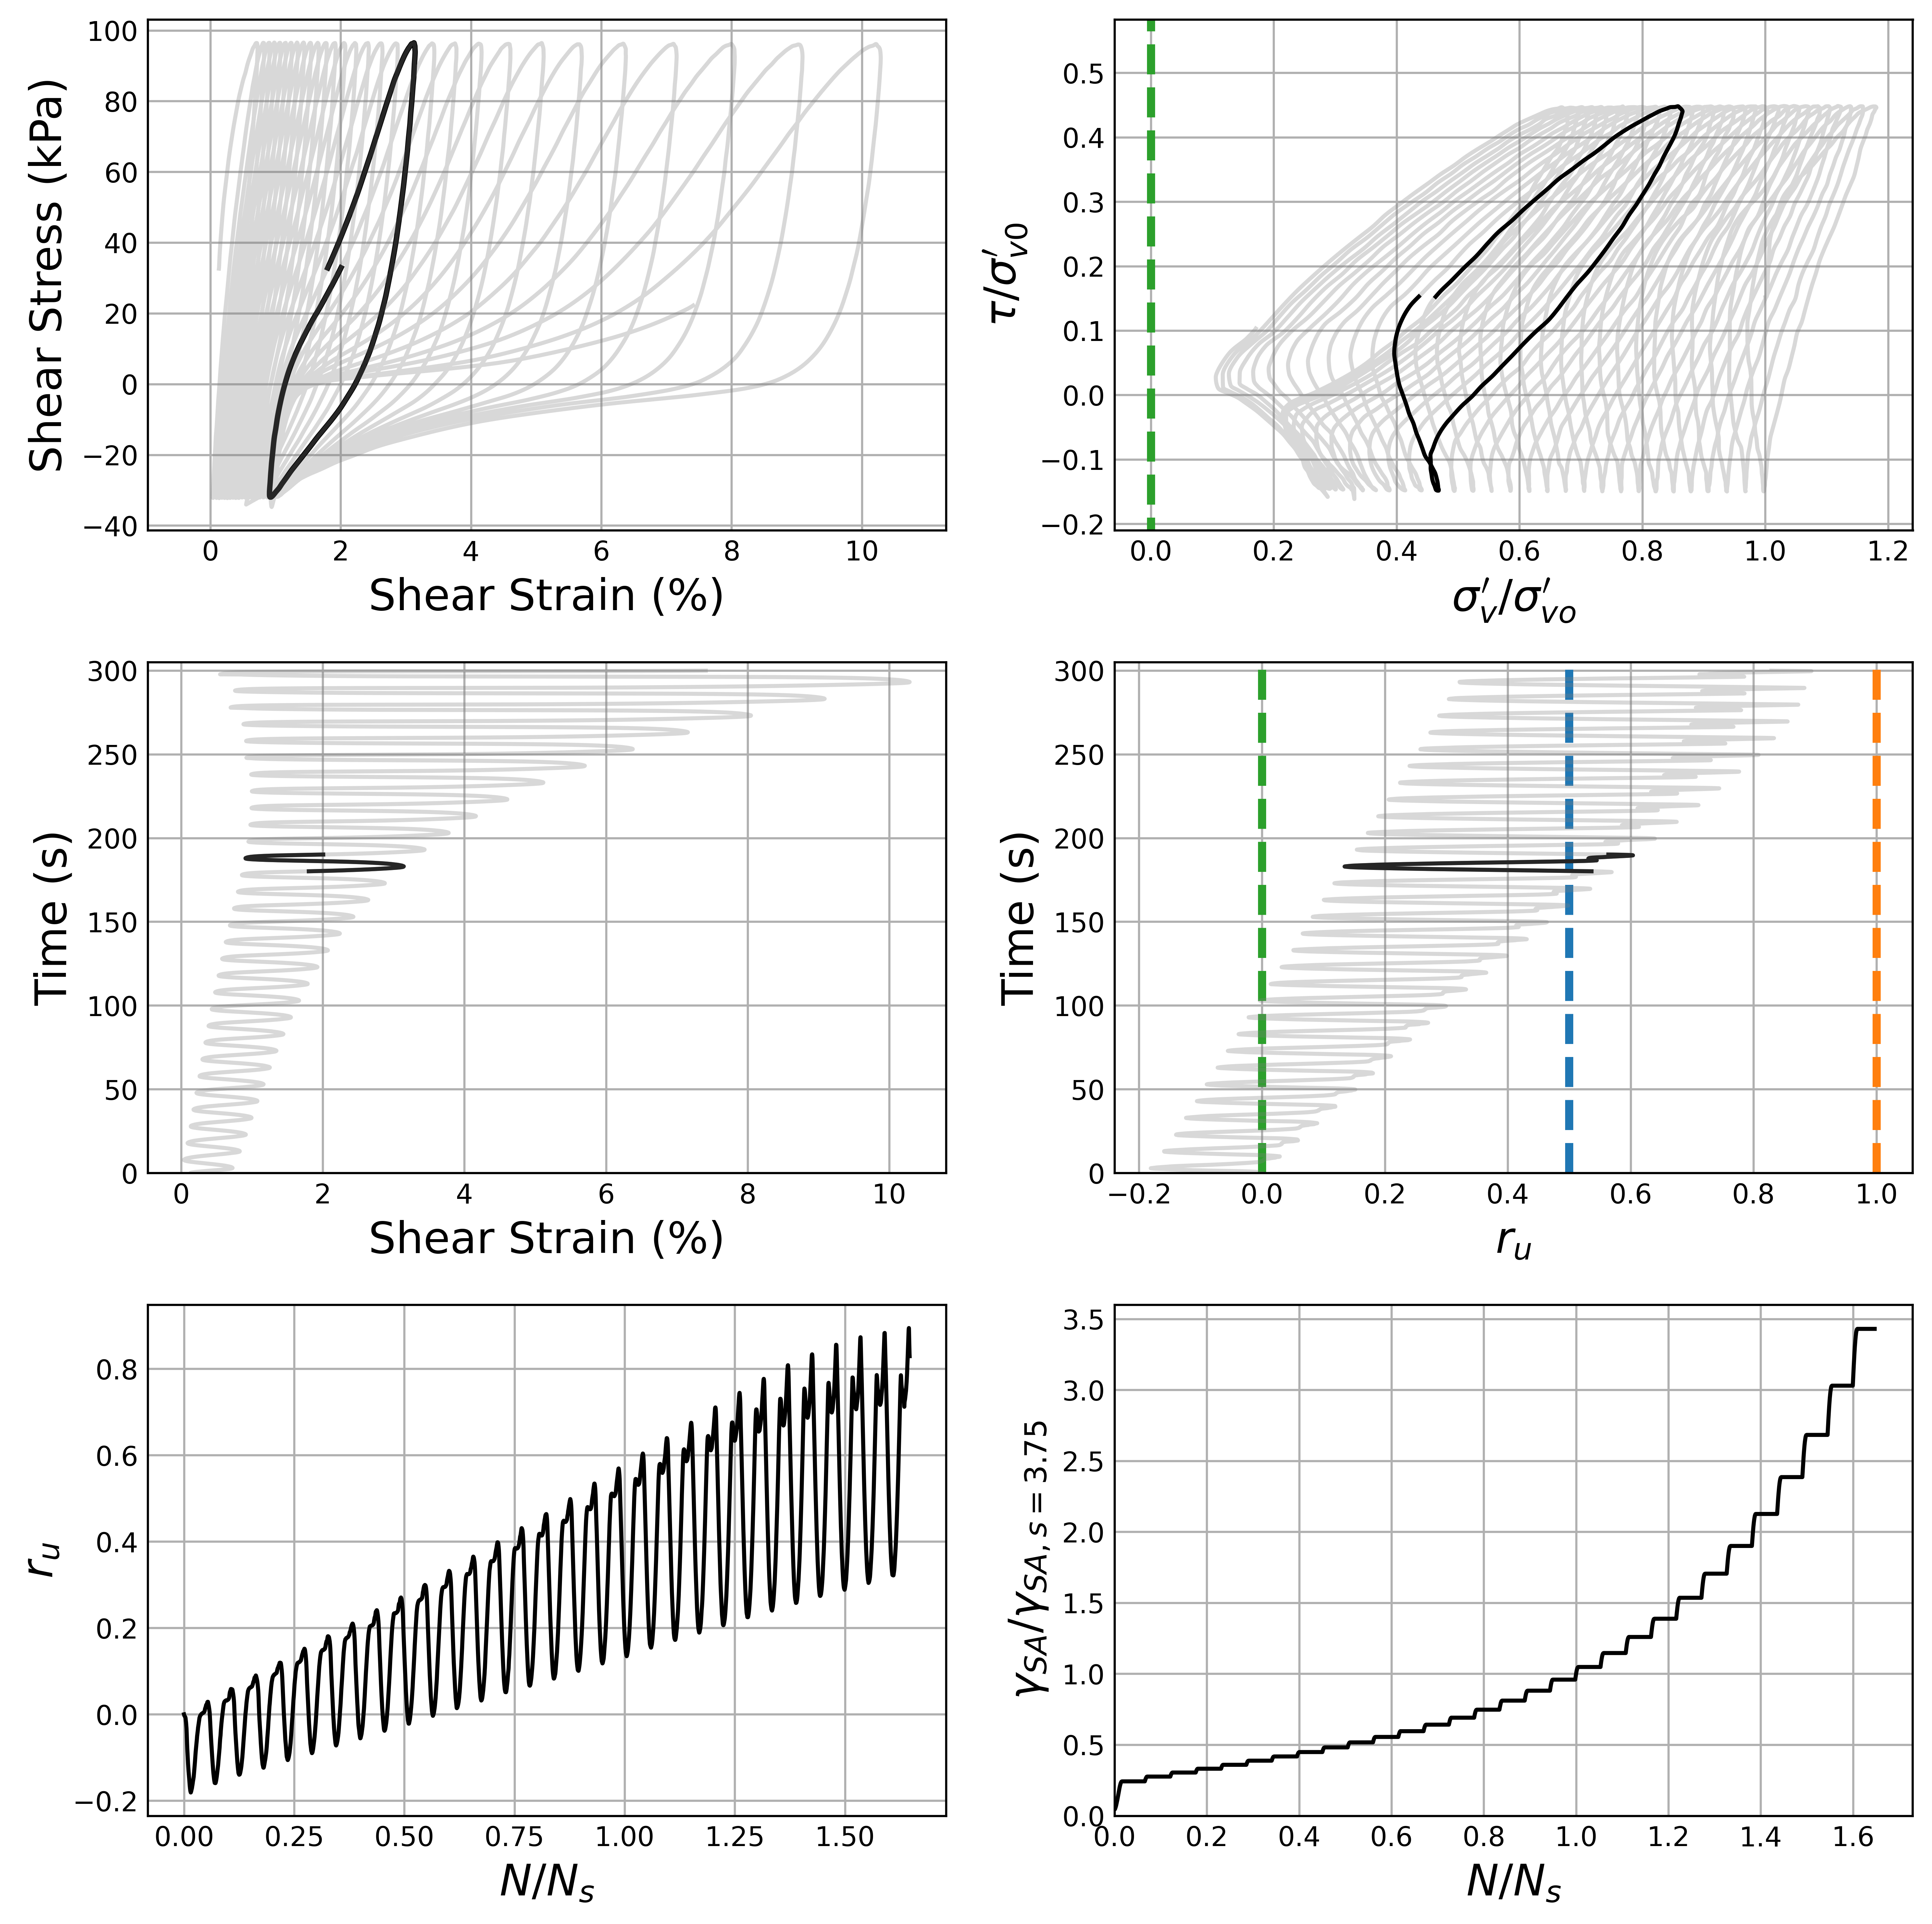 100
80
60
40
20
0
−20
−40
Shear Stress (kPa)
0 2 4 6 8 10
Shear Strain (%)
0.5
0.4
0.3
0.2
0.1
0.0
−0.1
−0.2
τ/σ′v0
0.0 0.2 0.4 0.6 0.8 1.0 1.2
σ′v/σ′vo
300
250
200
150
100
50
0
Time (s)
0 2 4 6 8 10
Shear Strain (%)
300
250
200
150
100
50
0
Time (s)
−0.2 0.0 0.2 0.4 0.6 0.8 1.0
ru
0.8
0.6
0.4
0.2
0.0
−0.2
ru
0.00 0.25 0.50 0.75 1.00 1.25 1.50
N/Ns
3.5
3.0
2.5
2.0
1.5
1.0
0.5
0.0
γSA/γSA, s = 3.75
0.0 0.2 0.4 0.6 0.8 1.0 1.2 1.4 1.6
N/Ns